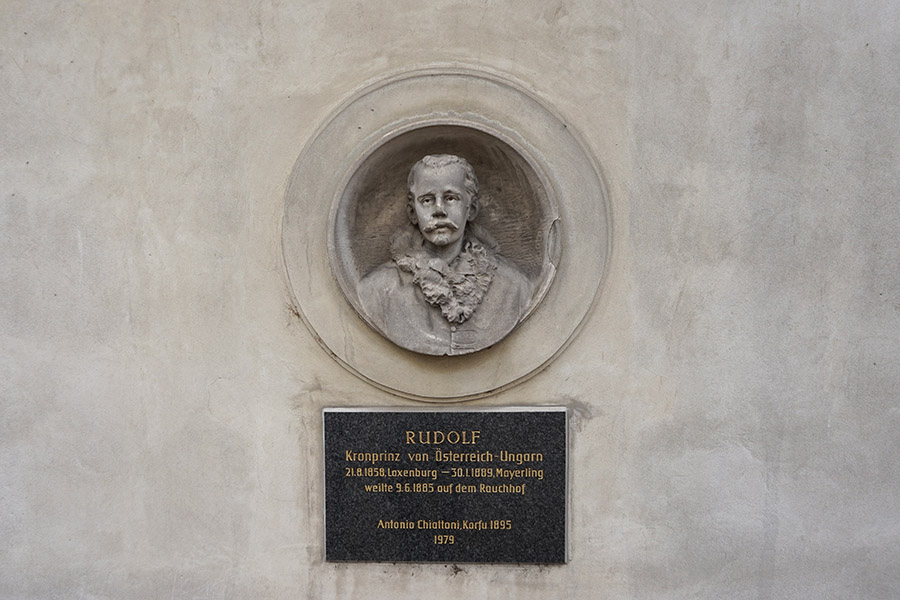 RUDOLF
Kronprinz von Österreich-Ungarn
21.8.1858, Laxenburg – 30.1.1889, Mayerling
weilte 9.6.1885 auf dem Rauchhof
Antonio Chiattoni, Korfu 1895
1979